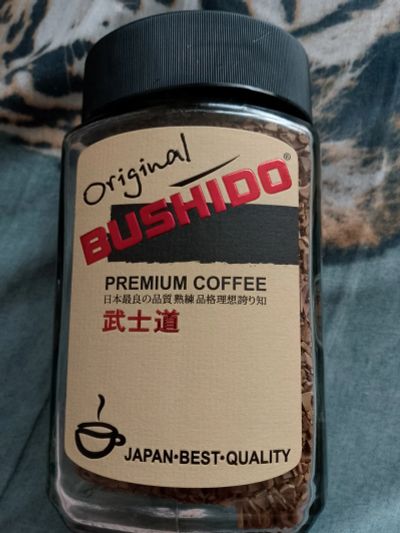 Original
BUSHIDO®
PREMIUM COFFEE
日本最良の品質 熟練 品格 理想 誇り 知
武士道
JAPAN•BEST•QUALITY